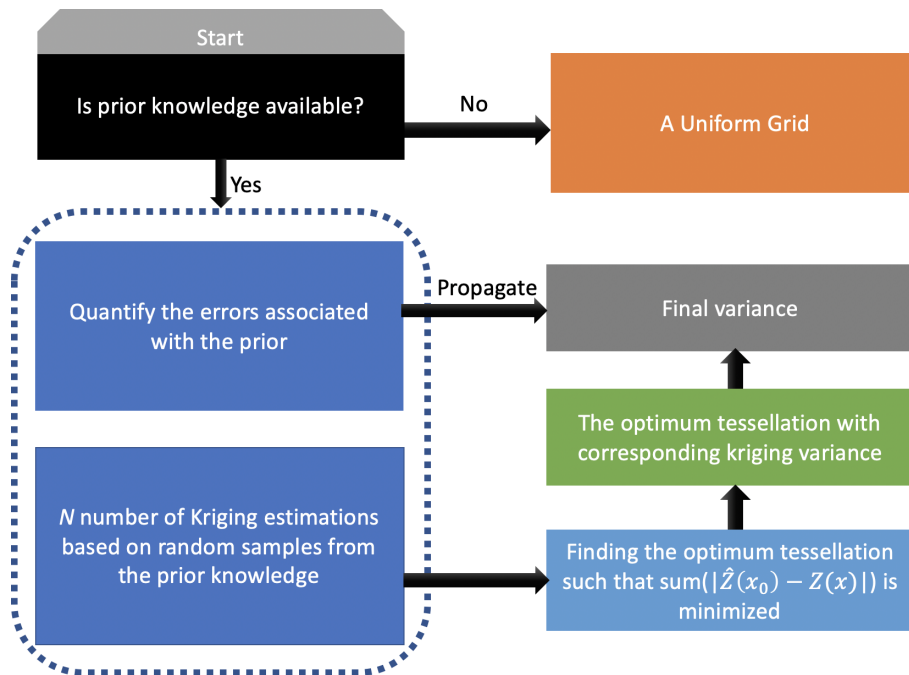 Start
Is prior knowledge available?
No
A Uniform Grid
Yes
Quantify the errors associated
with the prior
Propagate
Final variance
The optimum tessellation with
corresponding kriging variance
N number of Kriging estimations
based on random samples from
the prior knowledge
Finding the optimum tessellation
such that sum(|Ẑ(x₀) − Z(x)|) is
minimized